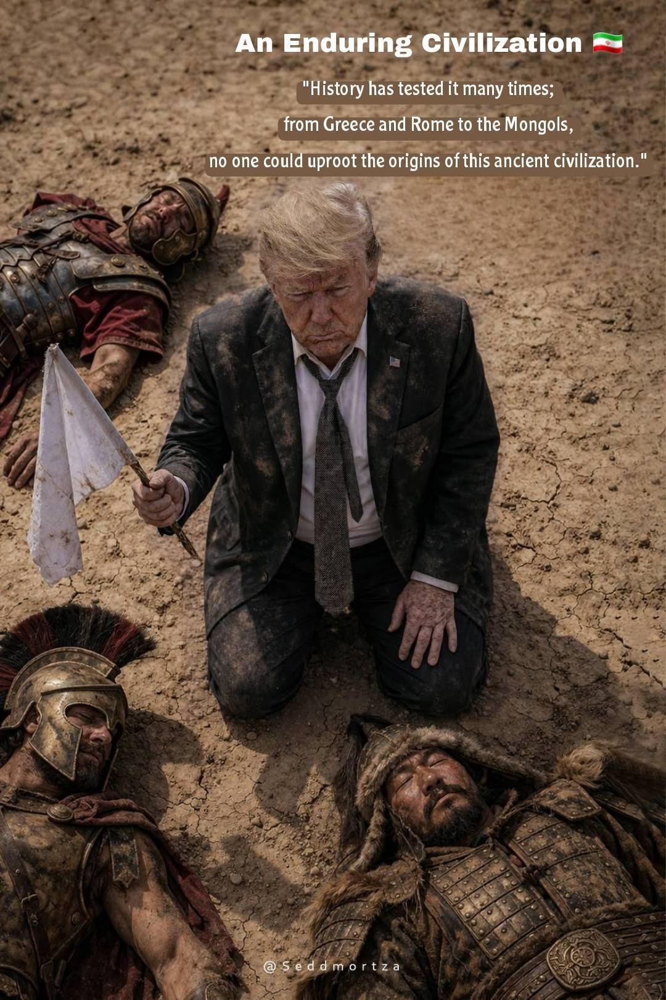 An Enduring Civilization 🇮🇷
"History has tested it many times;
from Greece and Rome to the Mongols,
no one could uproot the origins of this ancient civilization."
@Seddmortza